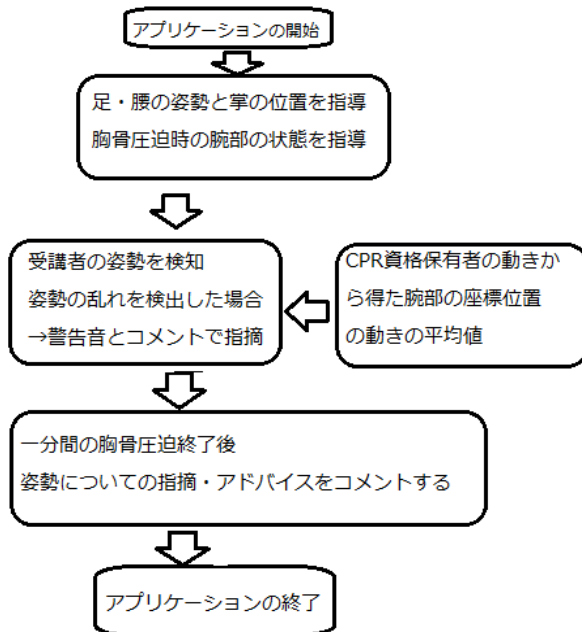 アプリケーションの開始
足・腰の姿勢と掌の位置を指導
胸骨圧迫時の腕部の状態を指導
受講者の姿勢を検知
姿勢の乱れを検出した場合
→警告音とコメントで指摘
CPR資格保有者の動きか
ら得た腕部の座標位置
の動きの平均値
一分間の胸骨圧迫終了後
姿勢についての指摘・アドバイスをコメントする
アプリケーションの終了